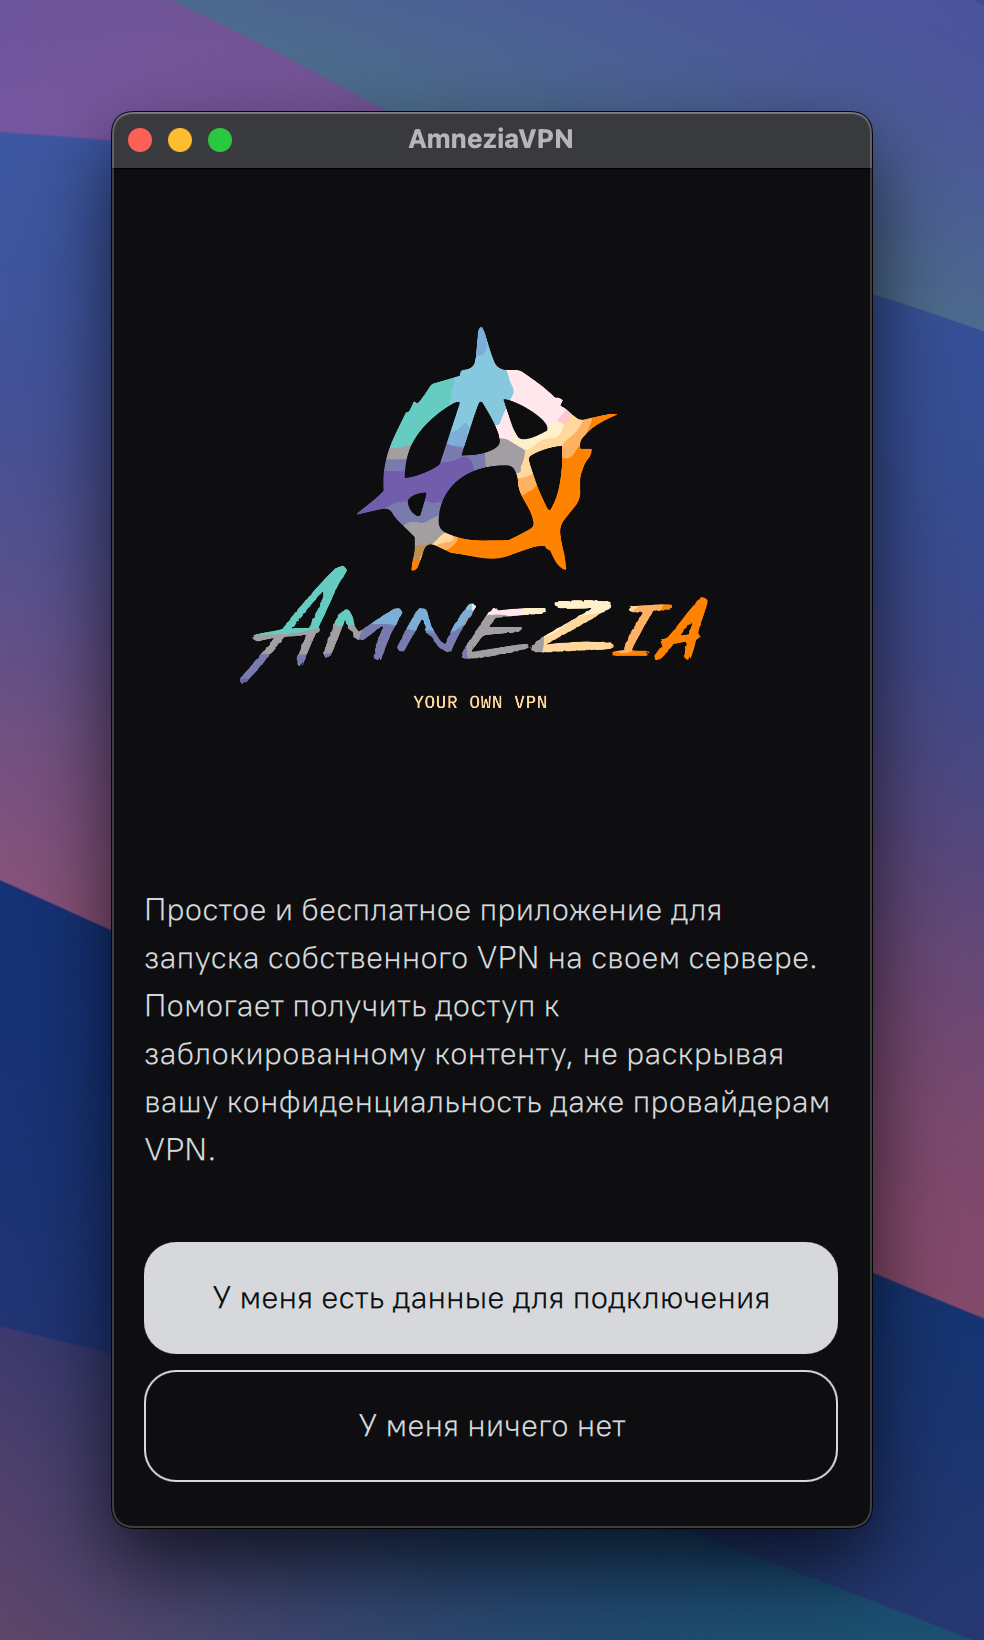 AmneziaVPN
AMNEZIA
YOUR OWN VPN
Простое и бесплатное приложение для
запуска собственного VPN на своем сервере.
Помогает получить доступ к
заблокированному контенту, не раскрывая
вашу конфиденциальность даже провайдерам
VPN.
У меня есть данные для подключения
У меня ничего нет